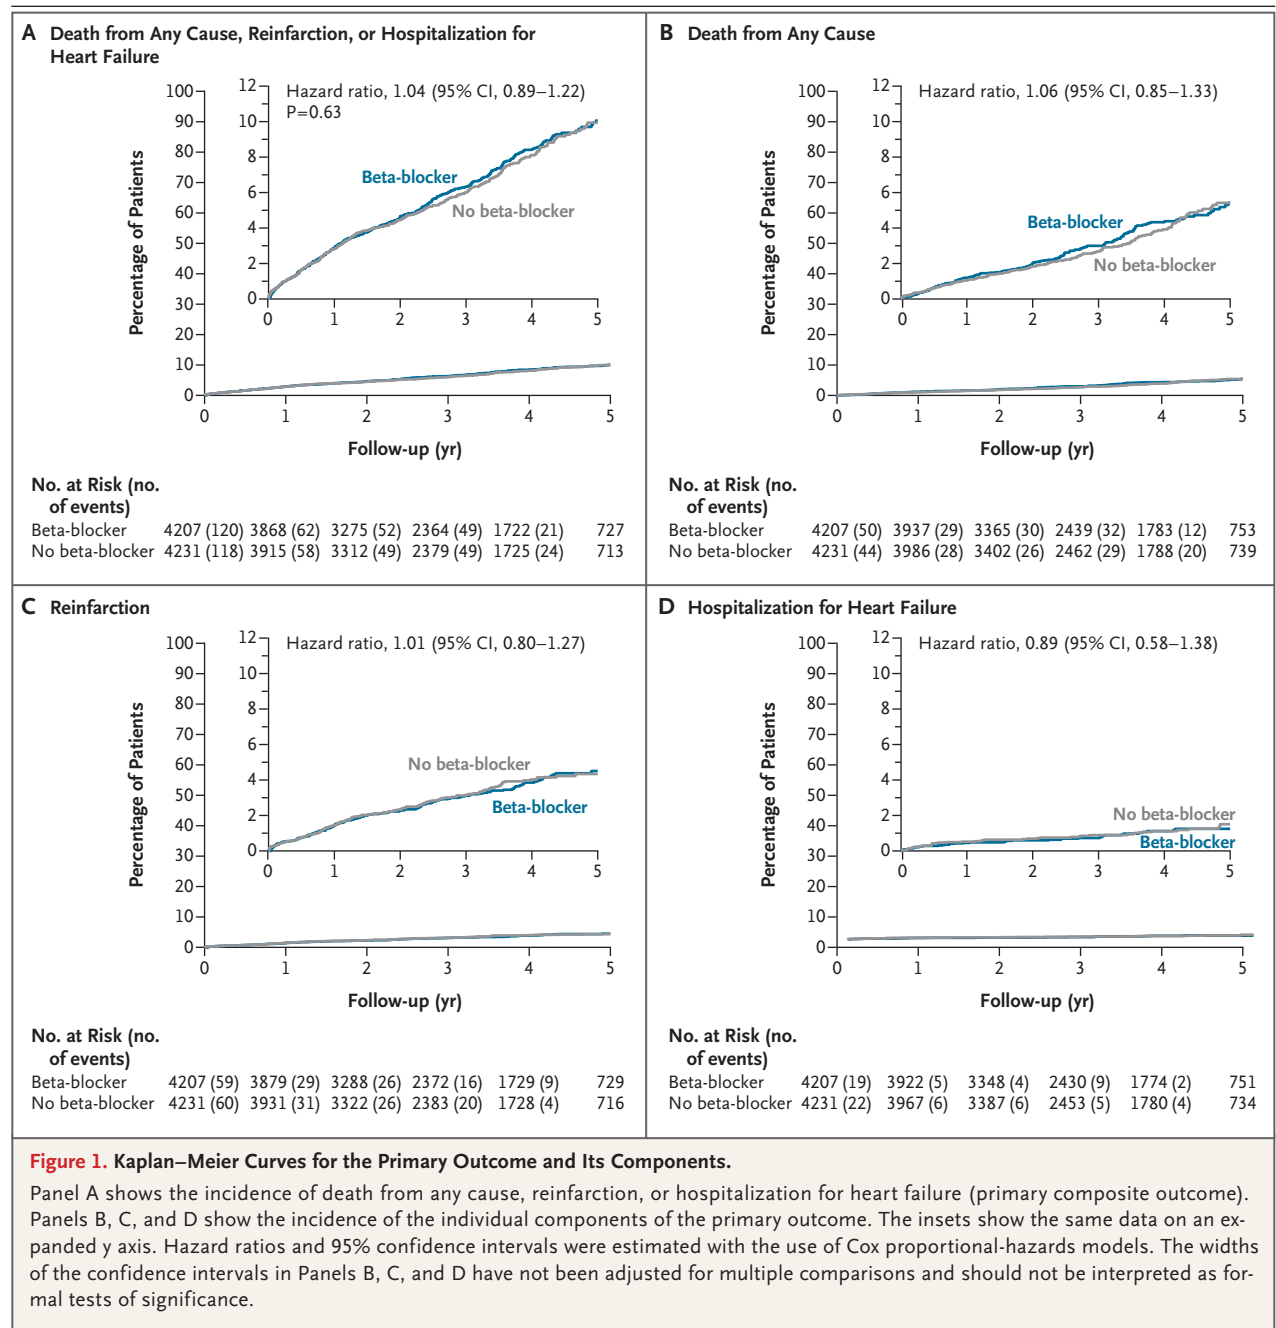 A Death from Any Cause, Reinfarction, or Hospitalization for
Heart Failure
Percentage of Patients
100
90
80
70
60
50
40
30
20
10
0
0 1 2 3 4 5
12
10
8
6
4
2
0
0 1 2 3 4 5
Hazard ratio, 1.04 (95% CI, 0.89–1.22)
P=0.63
Beta-blocker
No beta-blocker
Follow-up (yr)
No. at Risk (no.
of events)
Beta-blocker 4207 (120) 3868 (62) 3275 (52) 2364 (49) 1722 (21) 727
No beta-blocker 4231 (118) 3915 (58) 3312 (49) 2379 (49) 1725 (24) 713
B Death from Any Cause
Percentage of Patients
100
90
80
70
60
50
40
30
20
10
0
0 1 2 3 4 5
12
10
8
6
4
2
0
0 1 2 3 4 5
Hazard ratio, 1.06 (95% CI, 0.85–1.33)
Beta-blocker
No beta-blocker
Follow-up (yr)
No. at Risk (no.
of events)
Beta-blocker 4207 (50) 3937 (29) 3365 (30) 2439 (32) 1783 (12) 753
No beta-blocker 4231 (44) 3986 (28) 3402 (26) 2462 (29) 1788 (20) 739
C Reinfarction
Percentage of Patients
100
90
80
70
60
50
40
30
20
10
0
0 1 2 3 4 5
12
10
8
6
4
2
0
0 1 2 3 4 5
Hazard ratio, 1.01 (95% CI, 0.80–1.27)
No beta-blocker
Beta-blocker
Follow-up (yr)
No. at Risk (no.
of events)
Beta-blocker 4207 (59) 3879 (29) 3288 (26) 2372 (16) 1729 (9) 729
No beta-blocker 4231 (60) 3931 (31) 3322 (26) 2383 (20) 1728 (4) 716
D Hospitalization for Heart Failure
Percentage of Patients
100
90
80
70
60
50
40
30
20
10
0
0 1 2 3 4 5
12
10
8
6
4
2
0
0 1 2 3 4 5
Hazard ratio, 0.89 (95% CI, 0.58–1.38)
No beta-blocker
Beta-blocker
Follow-up (yr)
No. at Risk (no.
of events)
Beta-blocker 4207 (19) 3922 (5) 3348 (4) 2430 (9) 1774 (2) 751
No beta-blocker 4231 (22) 3967 (6) 3387 (6) 2453 (5) 1780 (4) 734
Figure 1. Kaplan–Meier Curves for the Primary Outcome and Its Components.
Panel A shows the incidence of death from any cause, reinfarction, or hospitalization for heart failure (primary composite outcome).
Panels B, C, and D show the incidence of the individual components of the primary outcome. The insets show the same data on an ex-
panded y axis. Hazard ratios and 95% confidence intervals were estimated with the use of Cox proportional-hazards models. The widths
of the confidence intervals in Panels B, C, and D have not been adjusted for multiple comparisons and should not be interpreted as for-
mal tests of significance.